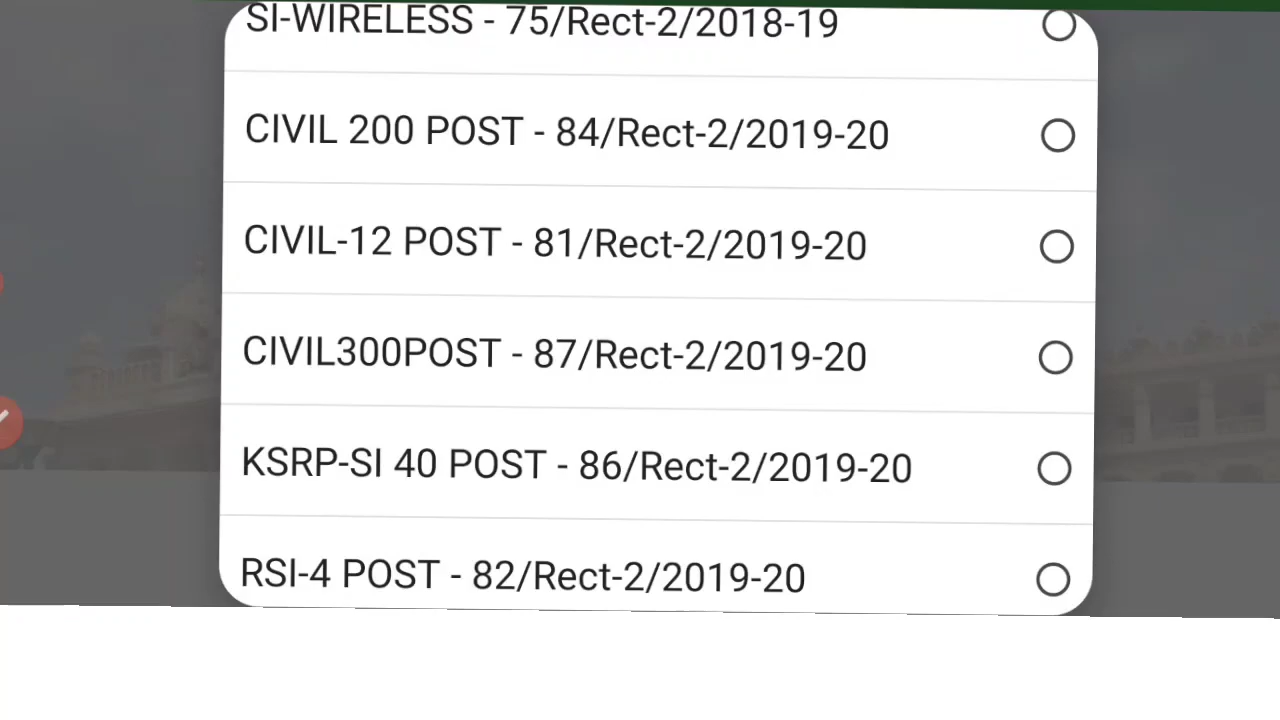 SI-WIRELESS - 75/Rect-2/2018-19
CIVIL 200 POST - 84/Rect-2/2019-20
CIVIL-12 POST - 81/Rect-2/2019-20
CIVIL300POST - 87/Rect-2/2019-20
KSRP-SI 40 POST - 86/Rect-2/2019-20
RSI-4 POST - 82/Rect-2/2019-20